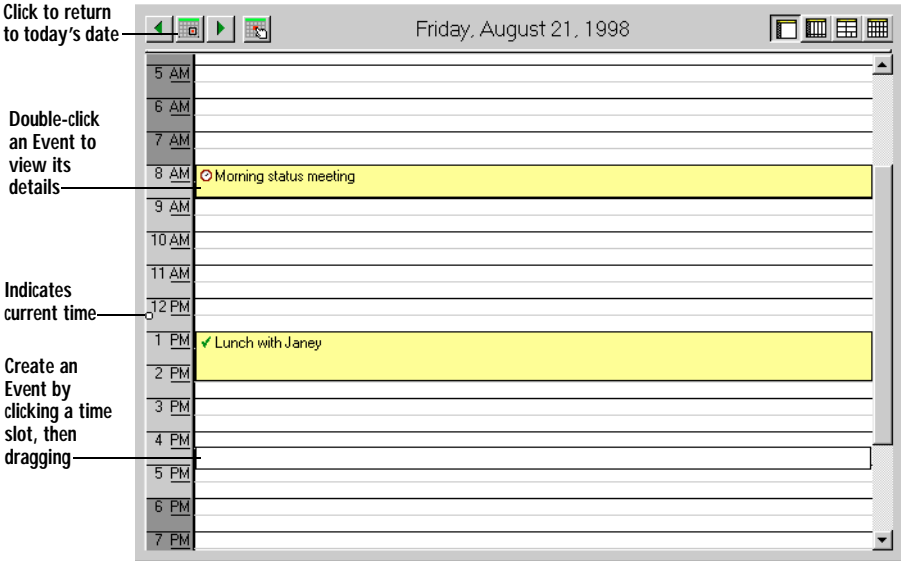 Click to return
to today's date
Friday, August 21, 1998
5 AM
6 AM
Double-click
an Event to
view its
details
7 AM
8 AM
Morning status meeting
9 AM
10 AM
11 AM
Indicates
current time
12 PM
1 PM
Lunch with Janey
2 PM
Create an
Event by
clicking a time
slot, then
dragging
3 PM
4 PM
5 PM
6 PM
7 PM